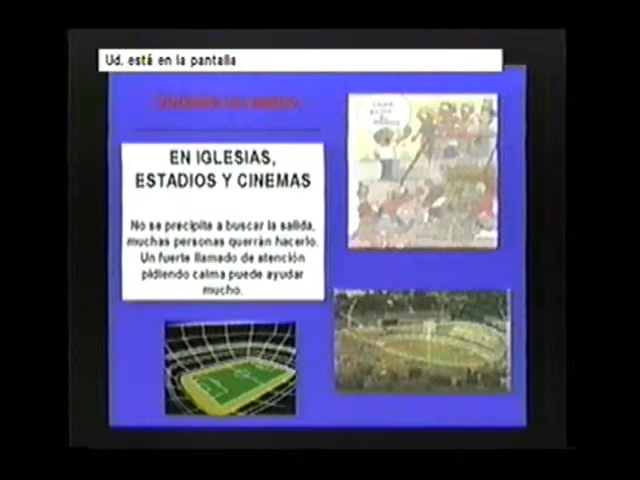 Ud. está en la pantalla
EN IGLESIAS,
ESTADIOS Y CINEMAS
No se precipite a buscar la salida,
muchas personas querrán hacerlo.
Un fuerte llamado de atención
pidiendo calma puede ayudar
mucho.